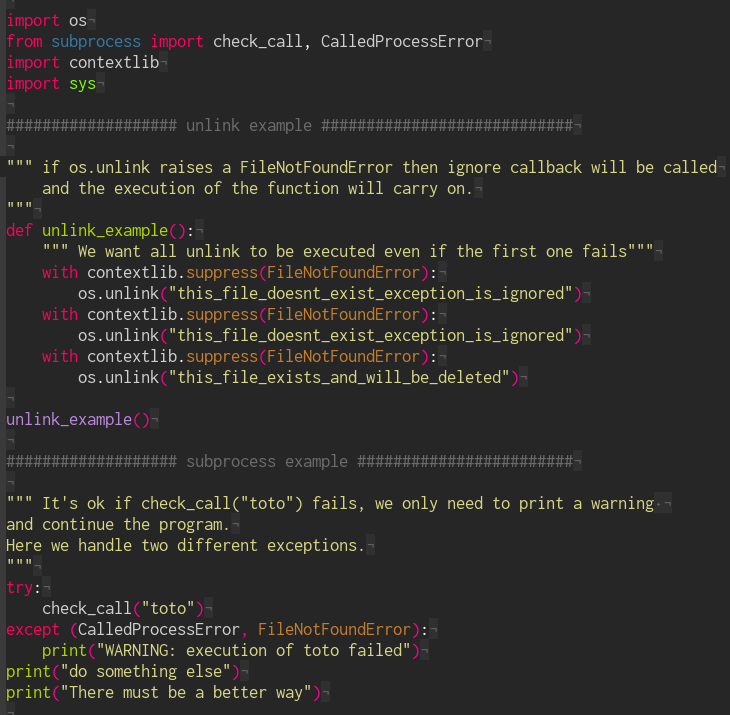 import os¬
from subprocess import check_call, CalledProcessError¬
import contextlib¬
import sys¬
¬
################### unlink example ############################¬
¬
""" if os.unlink raises a FileNotFoundError then ignore callback will be called¬
    and the execution of the function will carry on.¬
"""¬
def unlink_example():¬
    """ We want all unlink to be executed even if the first one fails"""¬
    with contextlib.suppress(FileNotFoundError):¬
        os.unlink("this_file_doesnt_exist_exception_is_ignored")¬
    with contextlib.suppress(FileNotFoundError):¬
        os.unlink("this_file_doesnt_exist_exception_is_ignored")¬
    with contextlib.suppress(FileNotFoundError):¬
        os.unlink("this_file_exists_and_will_be_deleted")¬
¬
unlink_example()¬
¬
################### subprocess example ########################¬
¬
""" It's ok if check_call("toto") fails, we only need to print a warning·¬
and continue the program.¬
Here we handle two different exceptions.¬
"""¬
try:¬
    check_call("toto")¬
except (CalledProcessError, FileNotFoundError):¬
    print("WARNING: execution of toto failed")¬
print("do something else")¬
print("There must be a better way")¬
¬